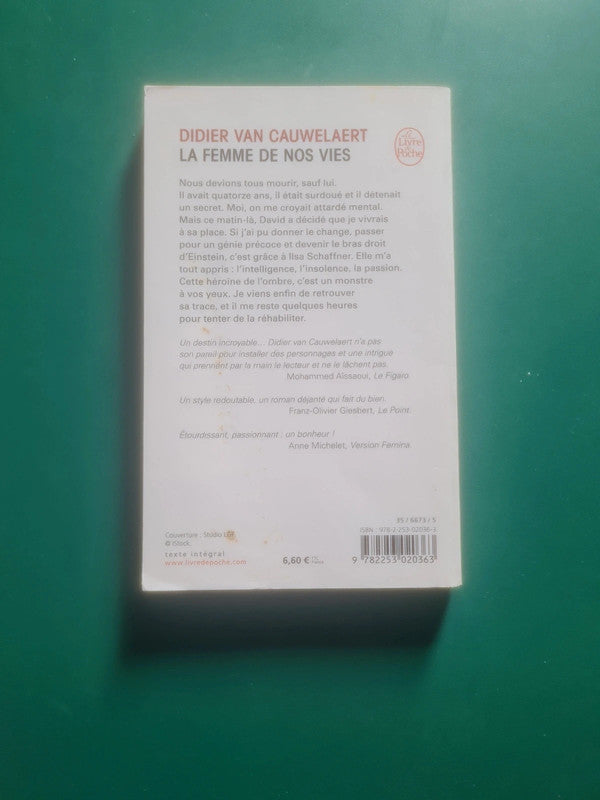 DIDIER VAN CAUWELAERT
LA FEMME DE NOS VIES
Le
Livre
de
Poche
Nous devions tous mourir, sauf lui.
Il avait quatorze ans, il était surdoué et il détenait
un secret. Moi, on me croyait attardé mental.
Mais ce matin-là, David a décidé que je vivrais
à sa place. Si j'ai pu donner le change, passer
pour un génie précoce et devenir le bras droit
d'Einstein, c'est grâce à Ilsa Schaffner. Elle m'a
tout appris : l'intelligence, l'insolence, la passion.
Cette héroïne de l'ombre, c'est un monstre
à vos yeux. Je viens enfin de retrouver
sa trace, et il me reste quelques heures
pour tenter de la réhabiliter.
Un destin incroyable... Didier van Cauwelaert n'a pas
son pareil pour installer des personnages et une intrigue
qui prennent par la main le lecteur et ne le lâchent pas.
Mohammed Aïssaoui, Le Figaro.
Un style redoutable, un roman déjanté qui fait du bien.
Franz-Olivier Giesbert, Le Point.
Étourdissant, passionnant : un bonheur !
Anne Michelet, Version Femina.
35 / 6673 / 5
ISBN : 978-2-253-02036-3
Couverture : Studio LGF
© iStock.
texte intégral
www.livredepoche.com
6,60 € TTC
France
9 782253 020363